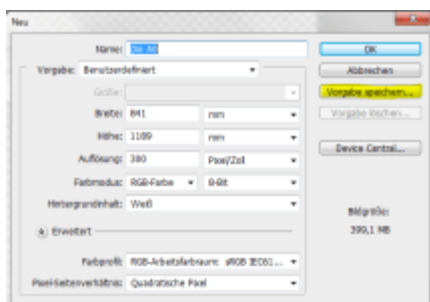 Neu
Name: Din A0
OK
Vorgabe: Benutzerdefiniert
Abbrechen
Größe:
Vorgabe speichern...
Breite: 841 mm
Vorgabe löschen...
Höhe: 1189 mm
Auflösung: 300 Pixel/Zoll
Device Central...
Farbmodus: RGB-Farbe 8-Bit
Hintergrundinhalt: Weiß
Bildgröße:
399,1 MB
Erweitert
Farbprofil: RGB-Arbeitsfarbraum: sRGB IEC61...
Pixel-Seitenverhältnis: Quadratische Pixel